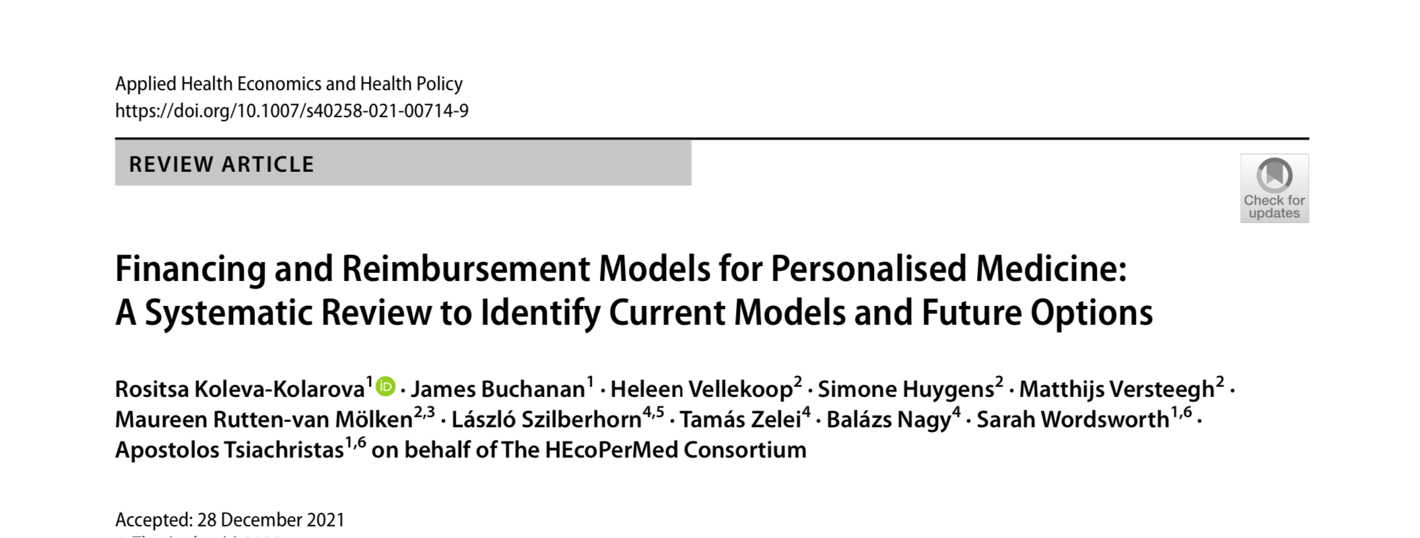 Applied Health Economics and Health Policy
https://doi.org/10.1007/s40258-021-00714-9
REVIEW ARTICLE
Check for
updates
Financing and Reimbursement Models for Personalised Medicine:
A Systematic Review to Identify Current Models and Future Options
Rositsa Koleva-Kolarova1 iD · James Buchanan1 · Heleen Vellekoop2 · Simone Huygens2 · Matthijs Versteegh2 ·
Maureen Rutten-van Mölken2,3 · László Szilberhorn4,5 · Tamás Zelei4 · Balázs Nagy4 · Sarah Wordsworth1,6 ·
Apostolos Tsiachristas1,6 on behalf of The HEcoPerMed Consortium
Accepted: 28 December 2021